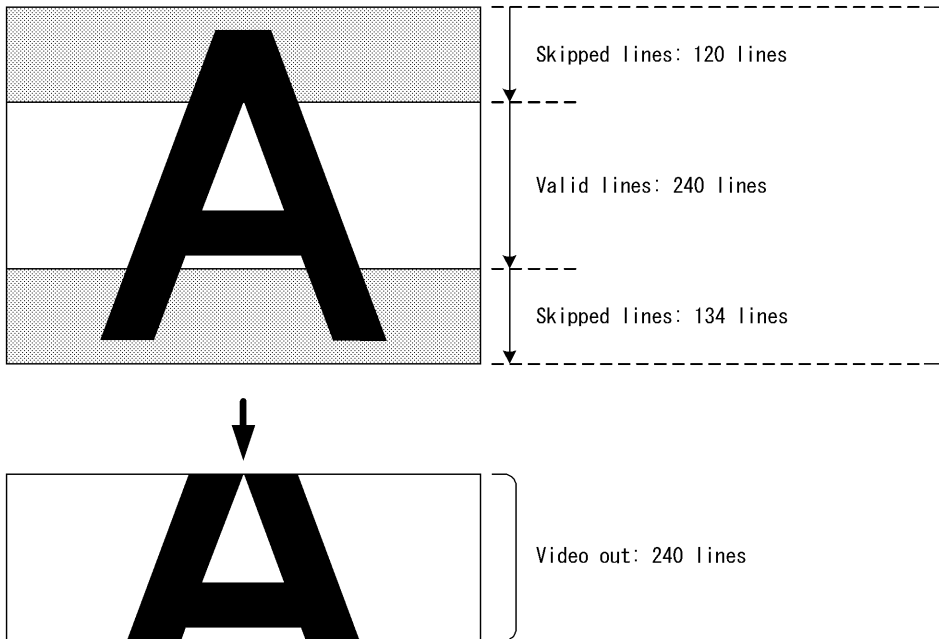 Skipped lines: 120 lines
Valid lines: 240 lines
Skipped lines: 134 lines
Video out: 240 lines
A
A